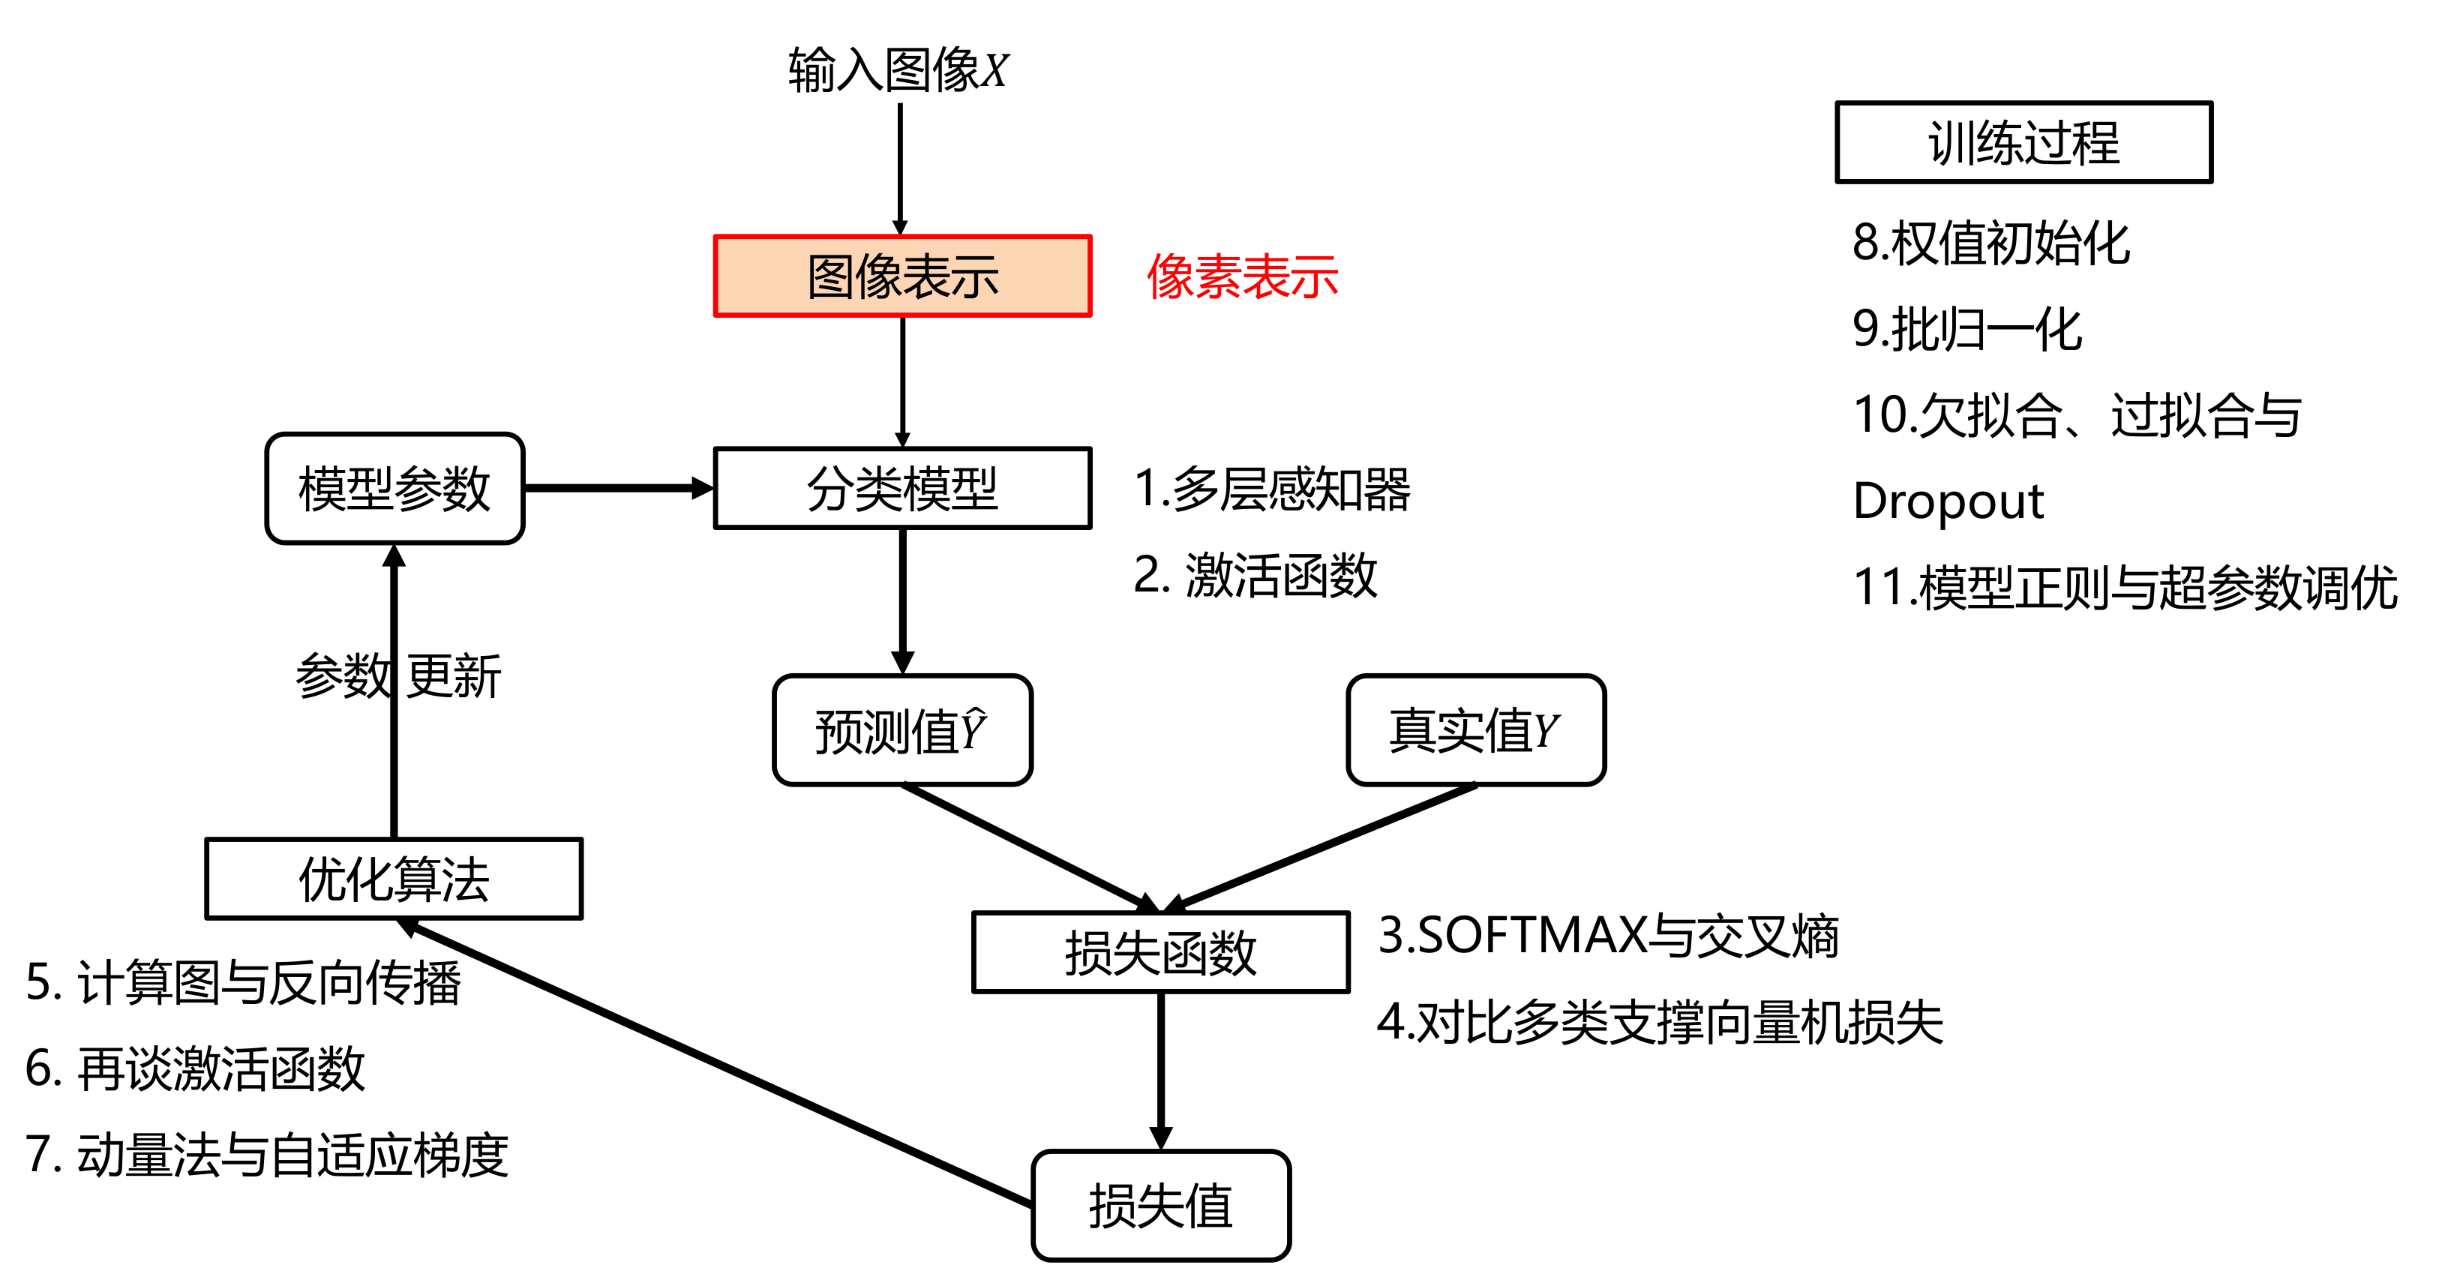 输入图像X
训练过程
图像表示
像素表示
8.权值初始化
9.批归一化
10.欠拟合、过拟合与
Dropout
11.模型正则与超参数调优
模型参数
分类模型
1.多层感知器
2. 激活函数
参数 更新
预测值Ŷ
真实值Y
优化算法
损失函数
3.SOFTMAX与交叉熵
4.对比多类支撑向量机损失
5. 计算图与反向传播
6. 再谈激活函数
7. 动量法与自适应梯度
损失值